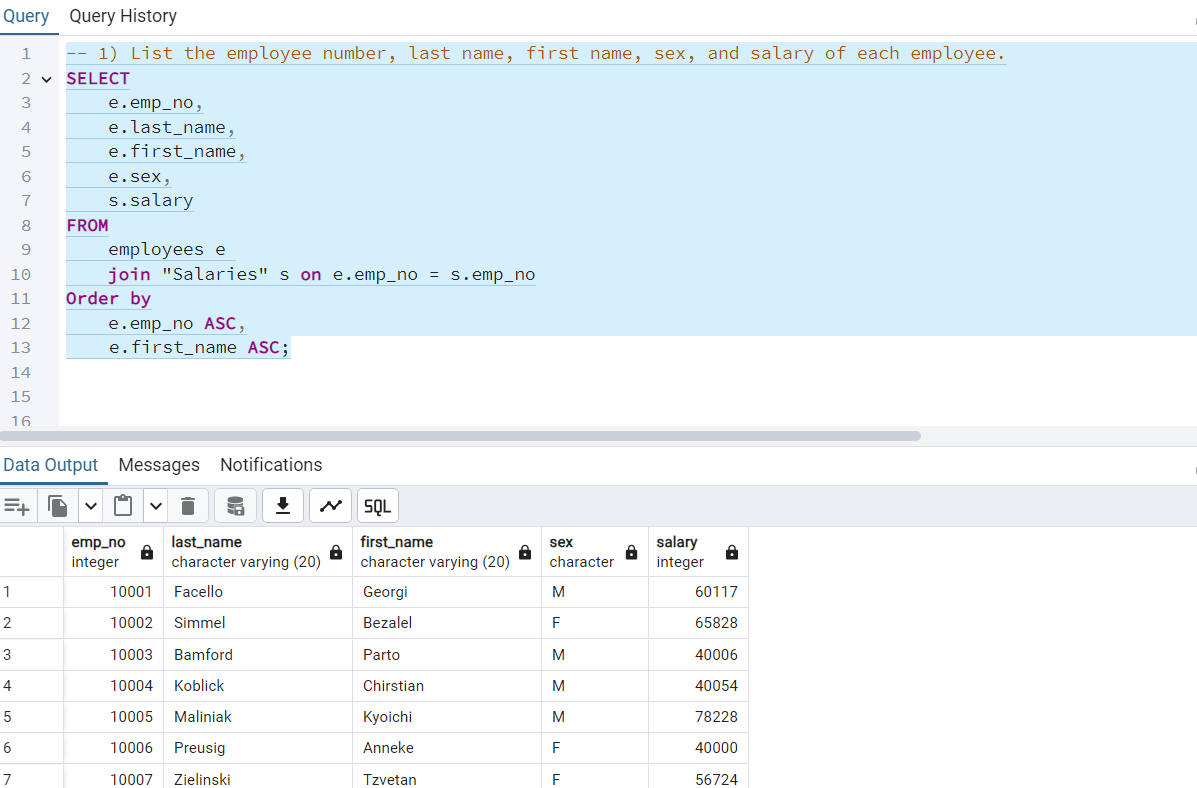 Query Query History
1 -- 1) List the employee number, last name, first name, sex, and salary of each employee.
2 SELECT
3 e.emp_no,
4 e.last_name,
5 e.first_name,
6 e.sex,
7 s.salary
8 FROM
9 employees e
10 join "Salaries" s on e.emp_no = s.emp_no
11 Order by
12 e.emp_no ASC,
13 e.first_name ASC;
14
15
16
Data Output Messages Notifications
SQL
emp_no last_name first_name sex salary
integer character varying (20) character varying (20) character integer
1 10001 Facello Georgi M 60117
2 10002 Simmel Bezalel F 65828
3 10003 Bamford Parto M 40006
4 10004 Koblick Chirstian M 40054
5 10005 Maliniak Kyoichi M 78228
6 10006 Preusig Anneke F 40000
7 10007 Zielinski Tzvetan F 56724